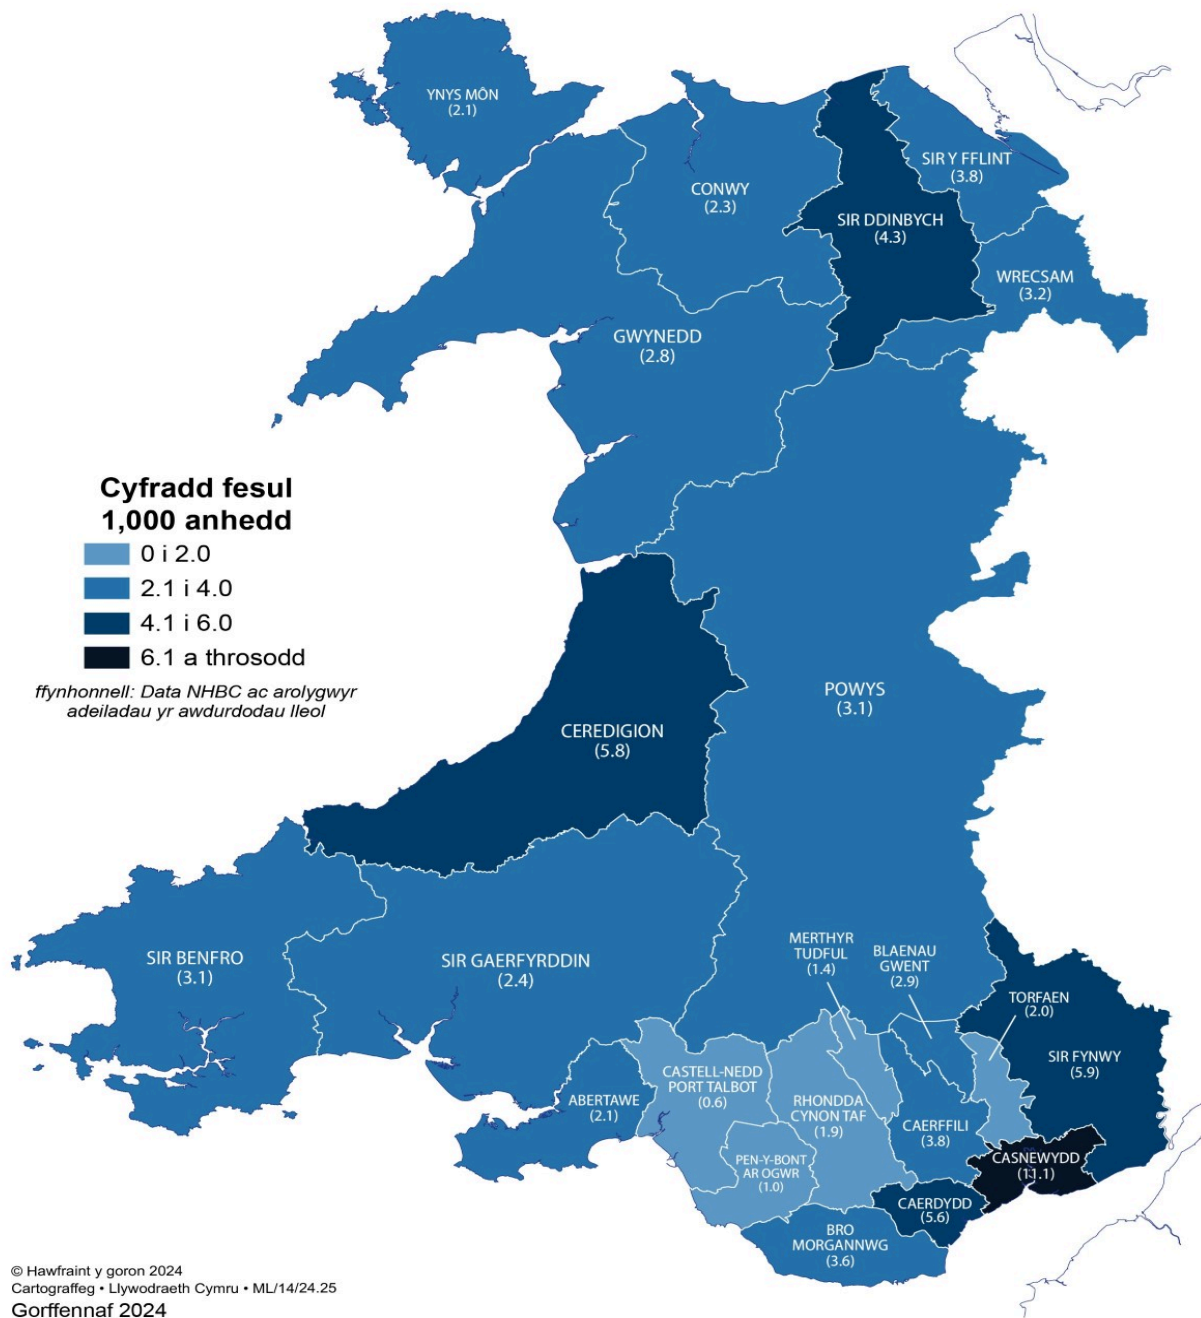 YNYS MÔN
(2.1)
CONWY
(2.3)
SIR Y FFLINT
(3.8)
SIR DDINBYCH
(4.3)
WRECSAM
(3.2)
GWYNEDD
(2.8)
Cyfradd fesul
1,000 anhedd
0 i 2.0
2.1 i 4.0
4.1 i 6.0
6.1 a throsodd
ffynhonnell: Data NHBC ac arolygwyr
adeiladau yr awdurdodau lleol
POWYS
(3.1)
CEREDIGION
(5.8)
SIR BENFRO
(3.1)
SIR GAERFYRDDIN
(2.4)
MERTHYR
TUDFUL
(1.4)
BLAENAU
GWENT
(2.9)
TORFAEN
(2.0)
SIR FYNWY
(5.9)
ABERTAWE
(2.1)
CASTELL-NEDD
PORT TALBOT
(0.6)
RHONDDA
CYNON TAF
(1.9)
CAERFFILI
(3.8)
PEN-Y-BONT
AR OGWR
(1.0)
CASNEWYDD
(11.1)
CAERDYDD
(5.6)
BRO
MORGANNWG
(3.6)
© Hawfraint y goron 2024
Cartograffeg • Llywodraeth Cymru • ML/14/24.25
Gorffennaf 2024